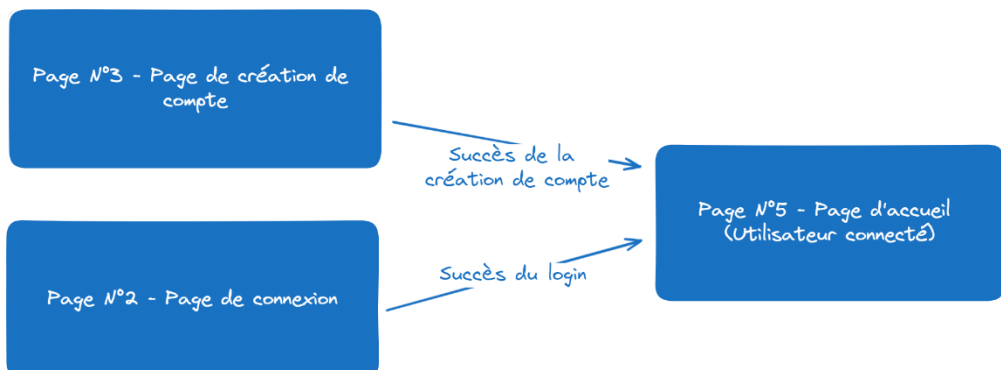 Page N°3 - Page de création de
compte
Succès de la
création de compte
Page N°5 - Page d'accueil
(Utilisateur connecté)
Succès du login
Page N°2 - Page de connexion